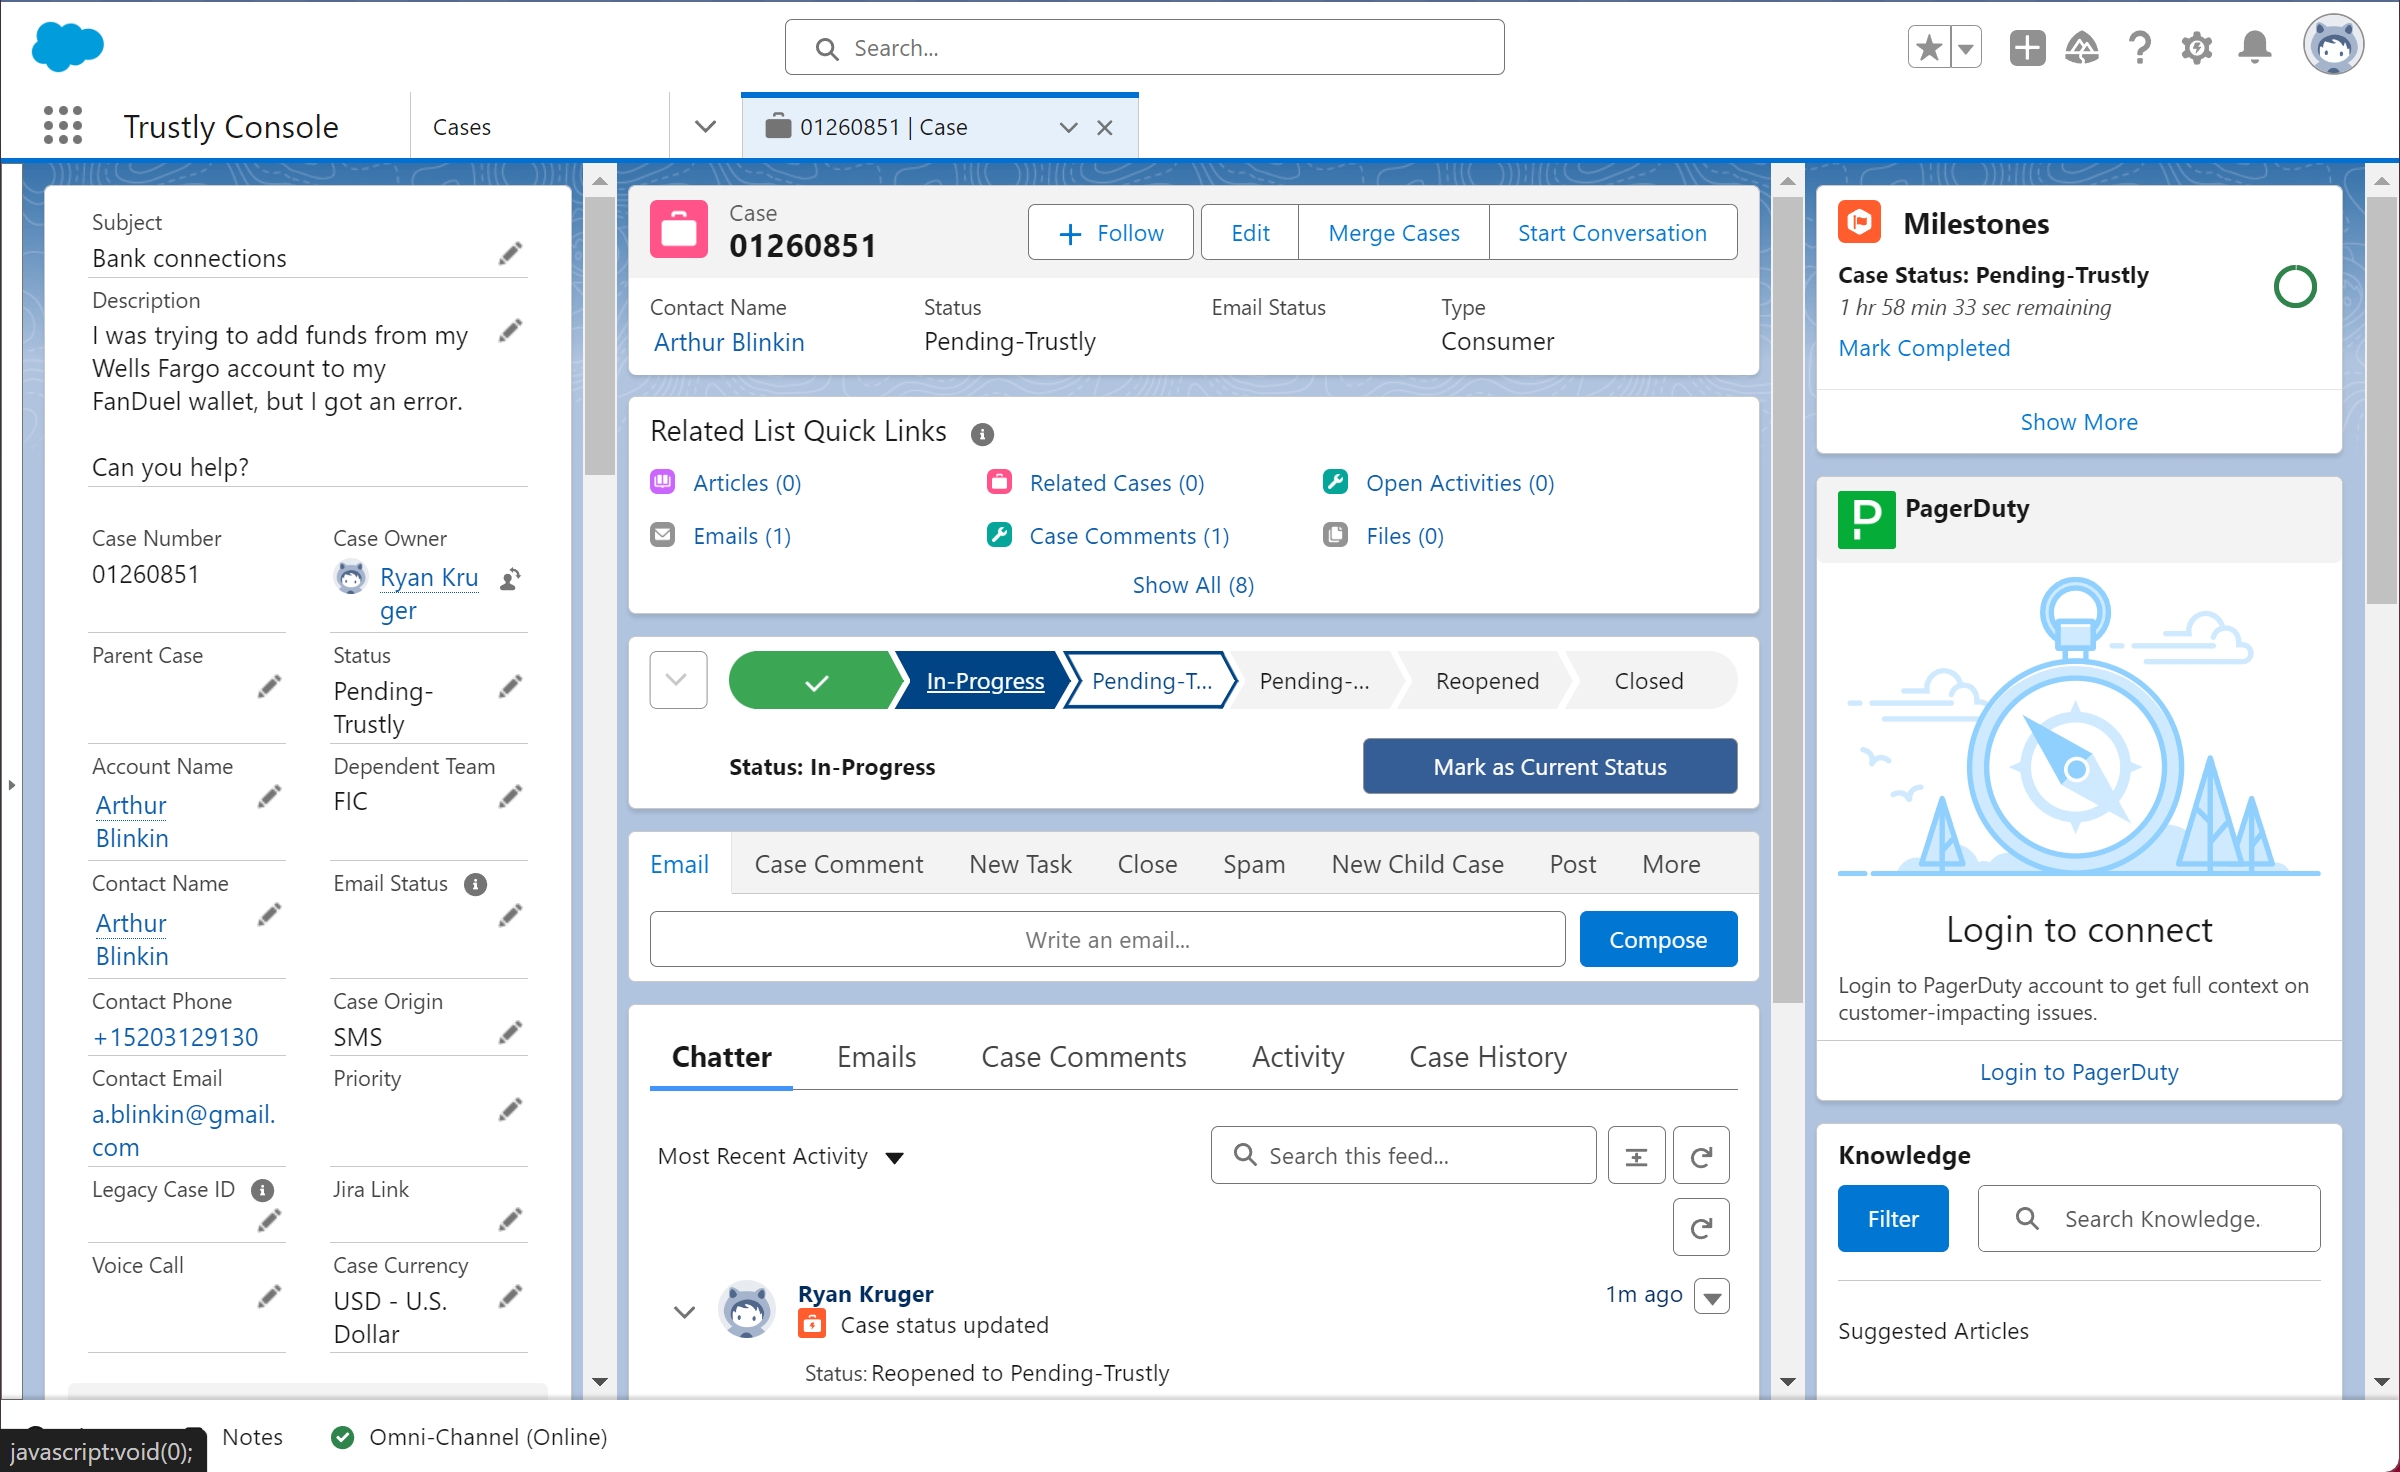 Search...
Trustly Console
Cases
01260851 | Case
Subject
Bank connections
Description
I was trying to add funds from my
Wells Fargo account to my
FanDuel wallet, but I got an error.
Can you help?
Case Number
01260851
Case Owner
Ryan Kru
ger
Parent Case
Status
Pending-
Trustly
Account Name
Arthur
Blinkin
Dependent Team
FIC
Contact Name
Arthur
Blinkin
Email Status
Contact Phone
+15203129130
Case Origin
SMS
Contact Email
a.blinkin@gmail.
com
Priority
Legacy Case ID
Jira Link
Voice Call
Case Currency
USD - U.S.
Dollar
Case
01260851
Follow
Edit
Merge Cases
Start Conversation
Contact Name
Arthur Blinkin
Status
Pending-Trustly
Email Status
Type
Consumer
Related List Quick Links
Articles (0)
Related Cases (0)
Open Activities (0)
Emails (1)
Case Comments (1)
Files (0)
Show All (8)
In-Progress
Pending-T...
Pending-...
Reopened
Closed
Status: In-Progress
Mark as Current Status
Email
Case Comment
New Task
Close
Spam
New Child Case
Post
More
Write an email...
Compose
Chatter
Emails
Case Comments
Activity
Case History
Most Recent Activity
Search this feed...
Ryan Kruger
1m ago
Case status updated
Status: Reopened to Pending-Trustly
Milestones
Case Status: Pending-Trustly
1 hr 58 min 33 sec remaining
Mark Completed
Show More
PagerDuty
Login to connect
Login to PagerDuty account to get full context on
customer-impacting issues.
Login to PagerDuty
Knowledge
Filter
Search Knowledge.
Suggested Articles
Notes
Omni-Channel (Online)
javascript:void(0);